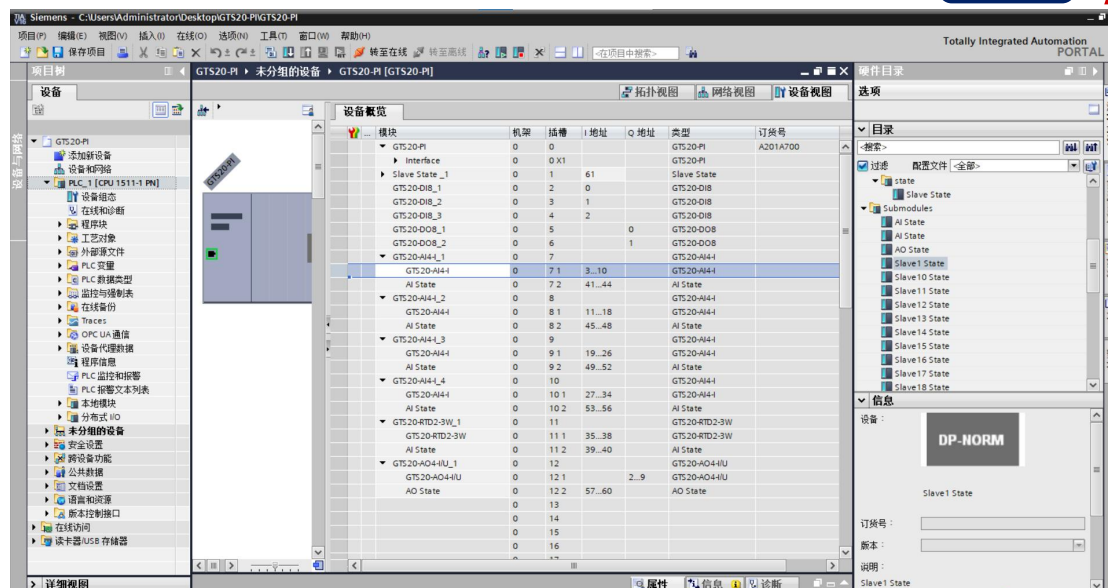 Siemens - C:\Users\Administrator\Desktop\GTS20-PI\GTS20-PI
项目(P) 编辑(E) 视图(V) 插入(I) 在线(O) 选项(N) 工具(T) 窗口(W) 帮助(H)
保存项目 转至在线 转至离线 <在项目中搜索>
Totally Integrated Automation
PORTAL
项目树
设备
设备与网络
GTS20-PI
添加新设备
设备和网络
PLC_1 [CPU 1511-1 PN]
设备组态
在线和诊断
程序块
工艺对象
外部源文件
PLC 变量
PLC 数据类型
监控与强制表
在线备份
Traces
OPC UA 通信
设备代理数据
程序信息
PLC 监控和报警
PLC 报警文本列表
本地模块
分布式 I/O
未分组的设备
安全设置
跨设备功能
公共数据
文档设置
语言和资源
版本控制接口
在线访问
读卡器/USB 存储器
详细视图
GTS20-PI 未分组的设备 GTS20-PI [GTS20-PI]
拓扑视图 网络视图 设备视图
GTS20-PI
设备概览
... 模块 机架 插槽 I 地址 Q 地址 类型 订货号
GTS20-PI 0 0 GTS20-PI A201A700
Interface 0 0 X1 GTS20-PI
Slave State _1 0 1 61 Slave State
GTS20-DI8_1 0 2 0 GTS20-DI8
GTS20-DI8_2 0 3 1 GTS20-DI8
GTS20-DI8_3 0 4 2 GTS20-DI8
GTS20-DO8_1 0 5 0 GTS20-DO8
GTS20-DO8_2 0 6 1 GTS20-DO8
GTS20-AI4-I_1 0 7 GTS20-AI4-I
GTS20-AI4-I 0 7 1 3...10 GTS20-AI4-I
AI State 0 7 2 41...44 AI State
GTS20-AI4-I_2 0 8 GTS20-AI4-I
GTS20-AI4-I 0 8 1 11...18 GTS20-AI4-I
AI State 0 8 2 45...48 AI State
GTS20-AI4-I_3 0 9 GTS20-AI4-I
GTS20-AI4-I 0 9 1 19...26 GTS20-AI4-I
AI State 0 9 2 49...52 AI State
GTS20-AI4-I_4 0 10 GTS20-AI4-I
GTS20-AI4-I 0 10 1 27...34 GTS20-AI4-I
AI State 0 10 2 53...56 AI State
GTS20-RTD2-3W_1 0 11 GTS20-RTD2-3W
GTS20-RTD2-3W 0 11 1 35...38 GTS20-RTD2-3W
AI State 0 11 2 39...40 AI State
GTS20-AO4-I/U_1 0 12 GTS20-AO4-I/U
GTS20-AO4-I/U 0 12 1 2...9 GTS20-AO4-I/U
AO State 0 12 2 57...60 AO State
0 13
0 14
0 15
0 16
属性 信息 诊断
硬件目录
选项
目录
<搜索>
过滤 配置文件 <全部>
state
Slave State
Submodules
AI State
AI State
AO State
Slave1 State
Slave10 State
Slave11 State
Slave12 State
Slave13 State
Slave14 State
Slave15 State
Slave16 State
Slave17 State
Slave18 State
信息
设备：
DP-NORM
Slave1 State
订货号：
版本：
说明：
Slave1 State